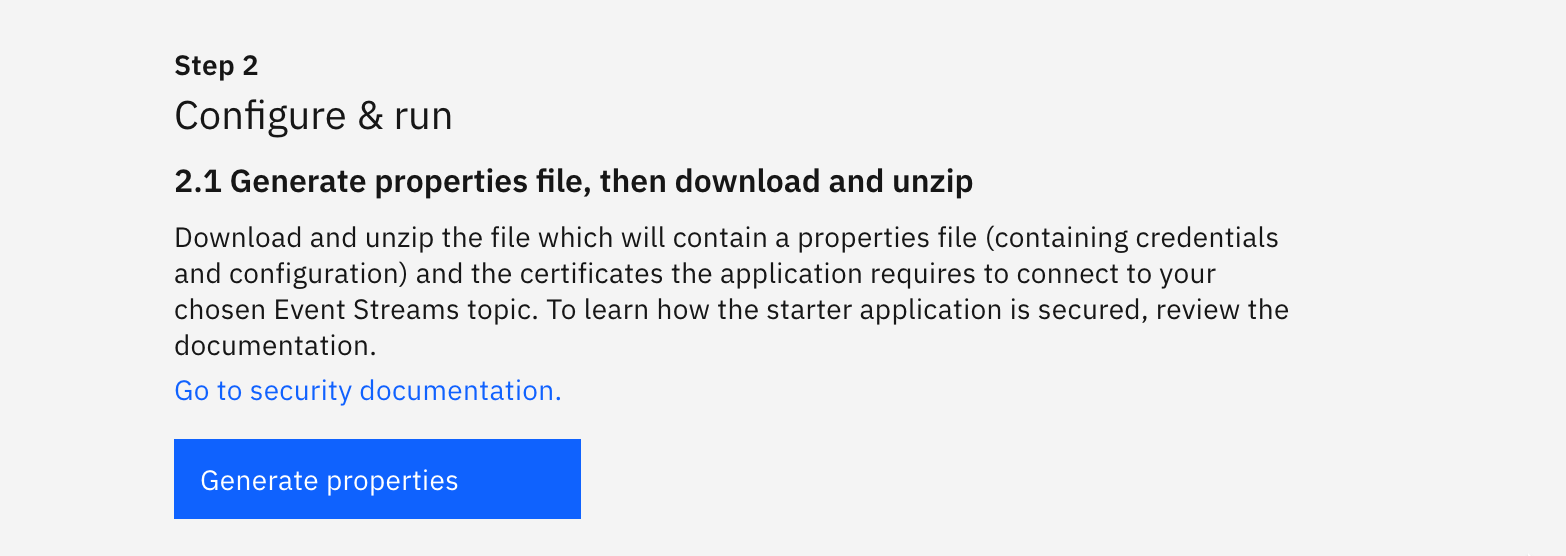 Step 2
Configure & run
2.1 Generate properties file, then download and unzip
Download and unzip the file which will contain a properties file (containing credentials
and configuration) and the certificates the application requires to connect to your
chosen Event Streams topic. To learn how the starter application is secured, review the
documentation.
Go to security documentation.
Generate properties